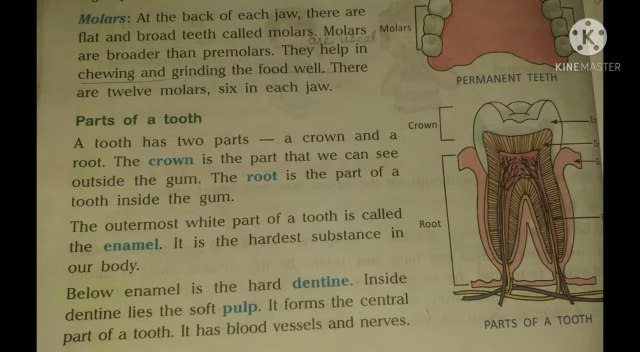 Molars: At the back of each jaw, there are
flat and broad teeth called molars. Molars
are used
are broader than premolars. They help in
chewing and grinding the food well. There
are twelve molars, six in each jaw.
Parts of a tooth
A tooth has two parts — a crown and a
root. The crown is the part that we can see
outside the gum. The root is the part of a
tooth inside the gum.
The outermost white part of a tooth is called
the enamel. It is the hardest substance in
our body.
Below enamel is the hard dentine. Inside
dentine lies the soft pulp. It forms the central
part of a tooth. It has blood vessels and nerves.
Molars
KINEMASTER
PERMANENT TEETH
Crown
Root
PARTS OF A TOOTH